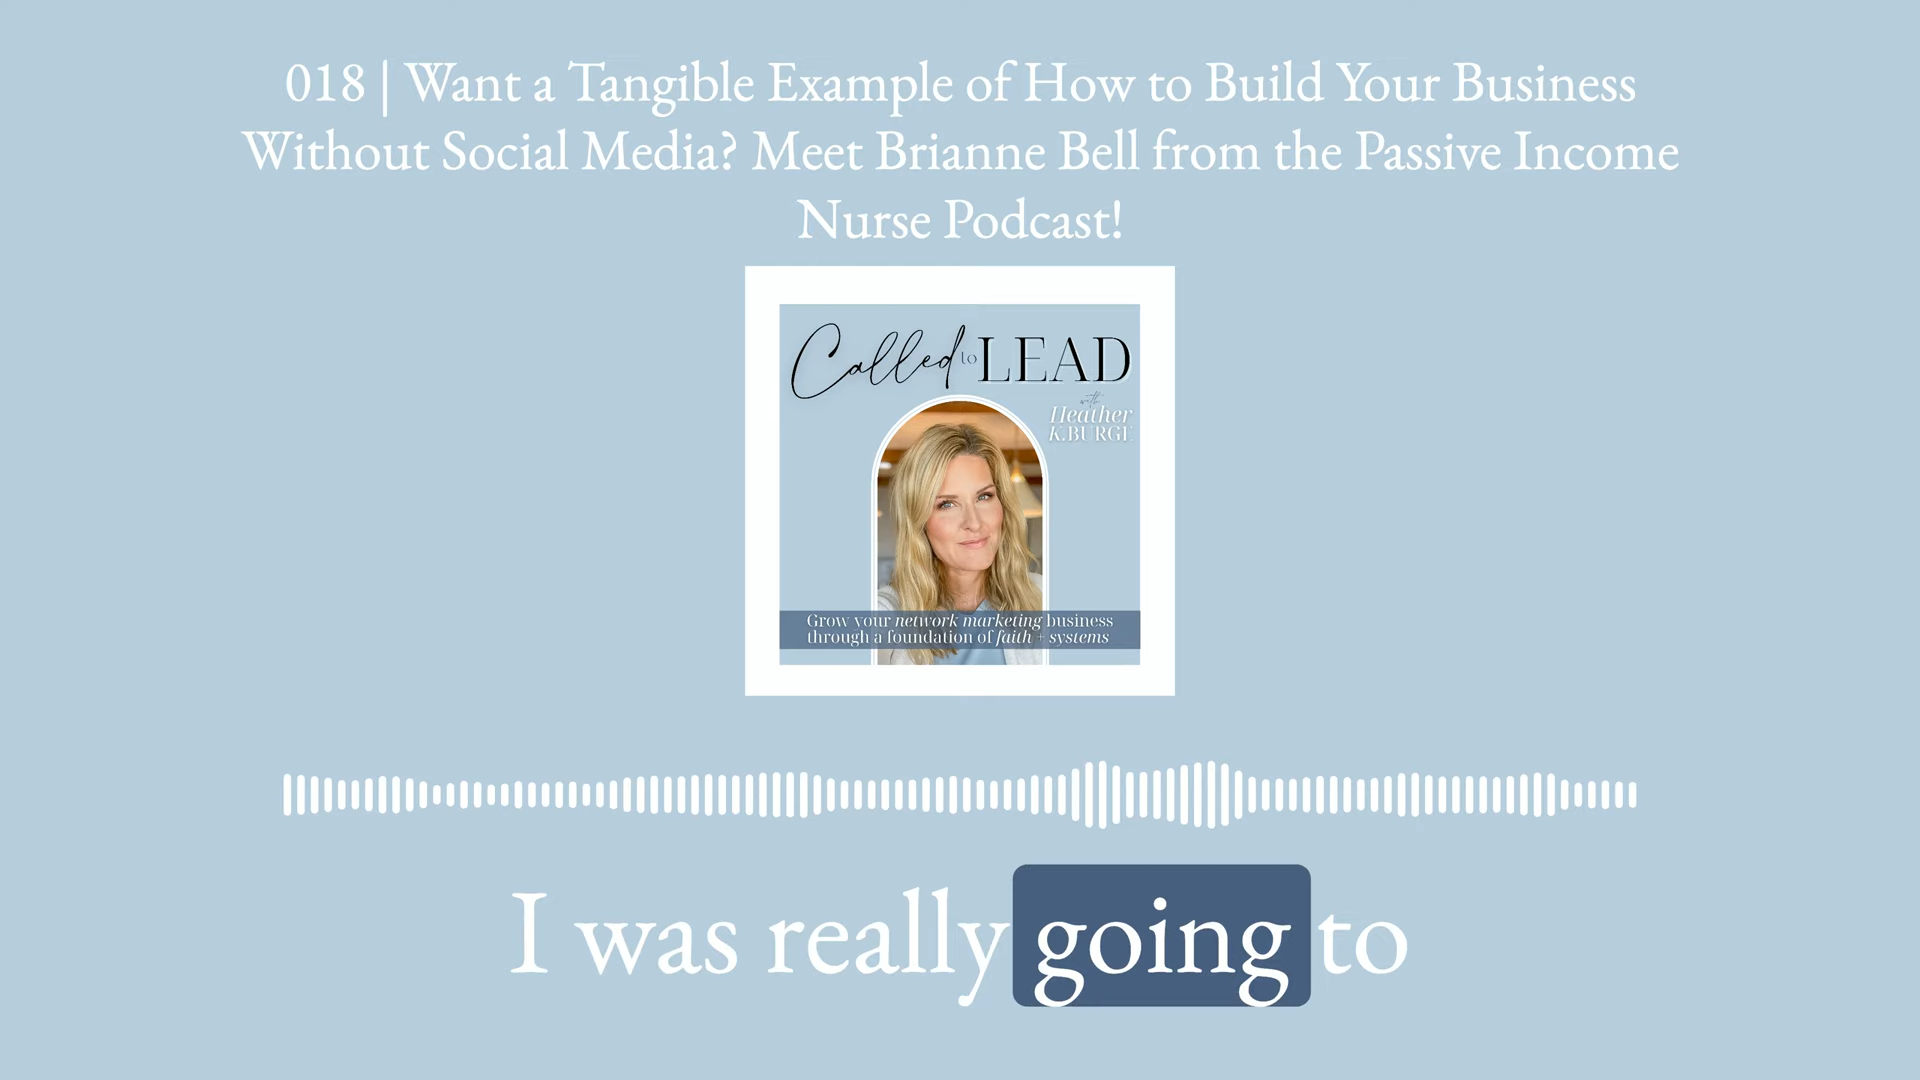 018 | Want a Tangible Example of How to Build Your Business
Without Social Media? Meet Brianne Bell from the Passive Income
Nurse Podcast!
Called to LEAD
with
Heather
K.BURGE
Grow your network marketing business
through a foundation of faith + systems
I was really going to